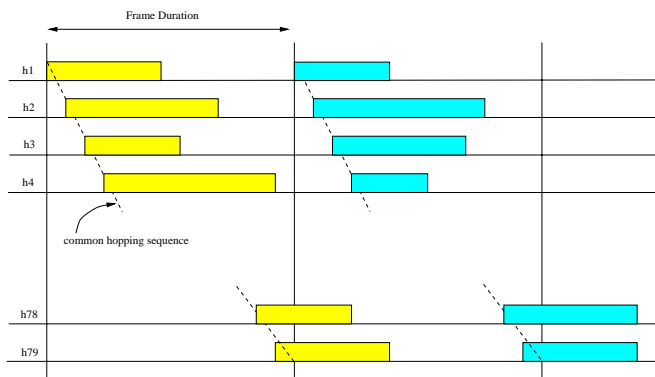 Frame Duration
h1
h2
h3
h4
common hopping sequence
h78
h79